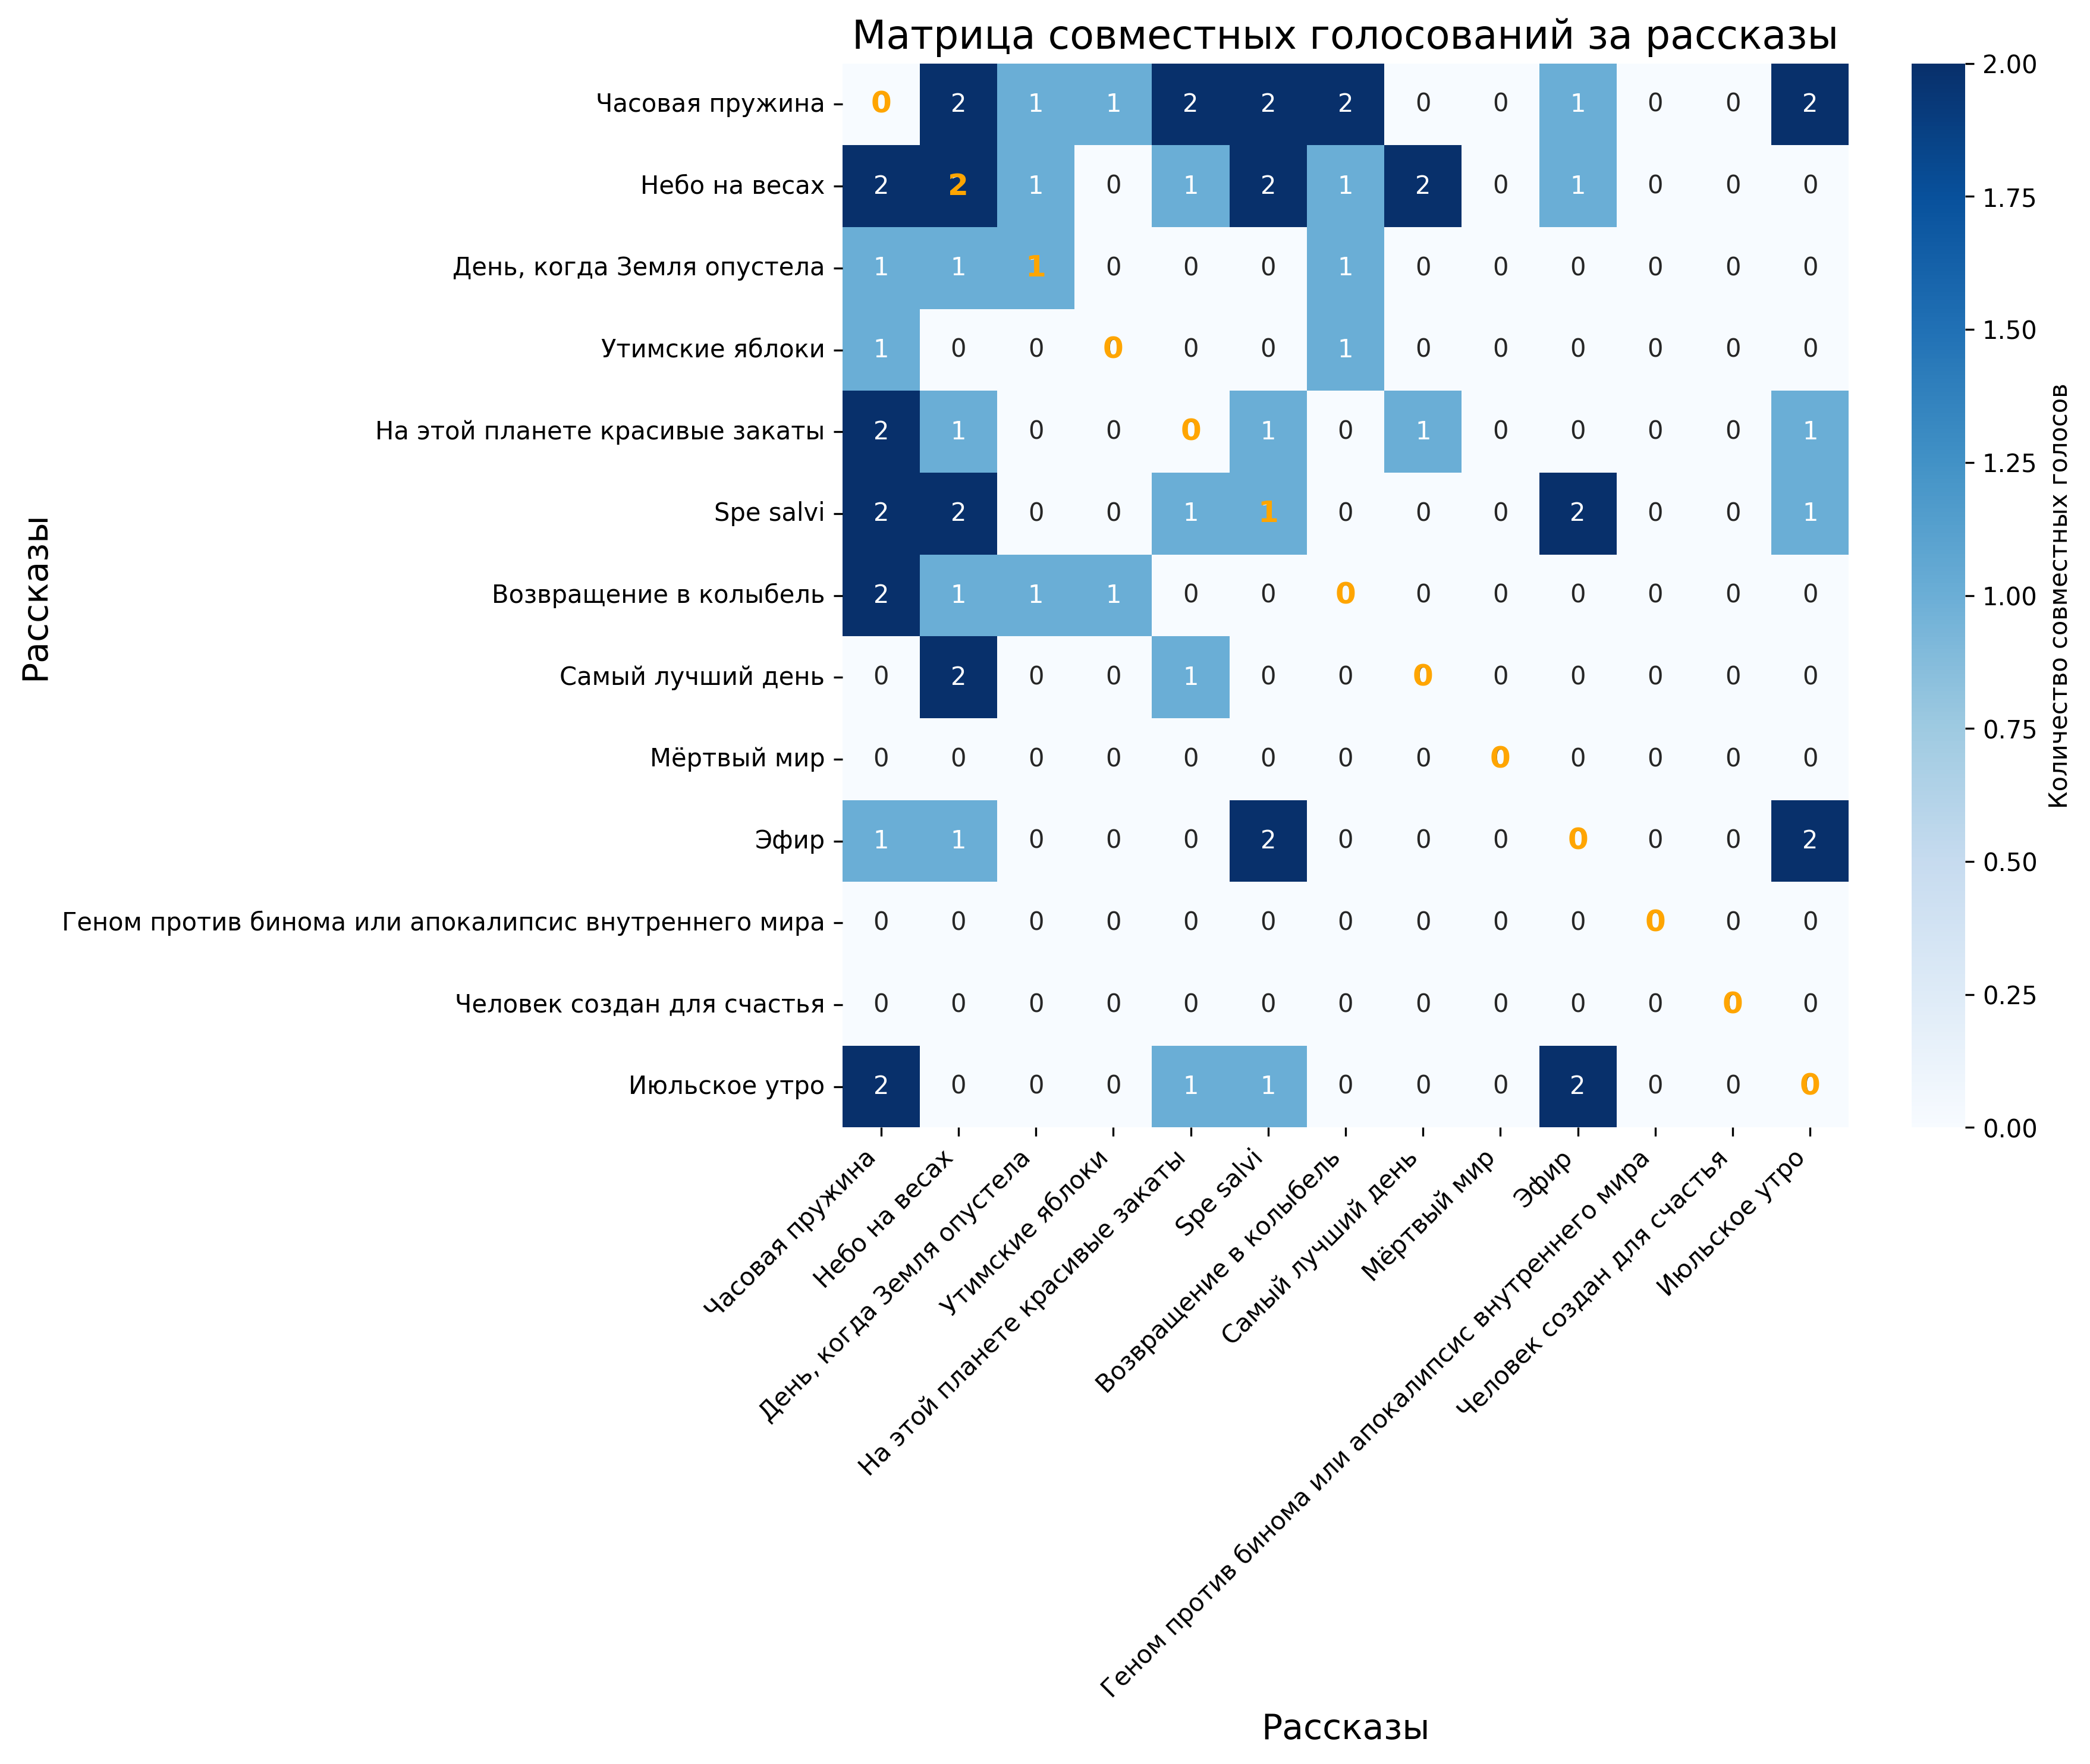 Матрица совместных голосований за рассказы
Рассказы
Часовая пружина 0 2 1 1 2 2 2 0 0 1 0 0 2
Небо на весах 2 2 1 0 1 2 1 2 0 1 0 0 0
День, когда Земля опустела 1 1 1 0 0 0 1 0 0 0 0 0 0
Утимские яблоки 1 0 0 0 0 0 1 0 0 0 0 0 0
На этой планете красивые закаты 2 1 0 0 0 1 0 1 0 0 0 0 1
Spe salvi 2 2 0 0 1 1 0 0 0 2 0 0 1
Возвращение в колыбель 2 1 1 1 0 0 0 0 0 0 0 0 0
Самый лучший день 0 2 0 0 1 0 0 0 0 0 0 0 0
Мёртвый мир 0 0 0 0 0 0 0 0 0 0 0 0 0
Эфир 1 1 0 0 0 2 0 0 0 0 0 0 2
Геном против бинома или апокалипсис внутреннего мира 0 0 0 0 0 0 0 0 0 0 0 0 0
Человек создан для счастья 0 0 0 0 0 0 0 0 0 0 0 0 0
Июльское утро 2 0 0 0 1 1 0 0 0 2 0 0 0
Часовая пружина
Небо на весах
День, когда Земля опустела
Утимские яблоки
На этой планете красивые закаты
Spe salvi
Возвращение в колыбель
Самый лучший день
Мёртвый мир
Эфир
Геном против бинома или апокалипсис внутреннего мира
Человек создан для счастья
Июльское утро
Рассказы
2.00
1.75
1.50
1.25
1.00
0.75
0.50
0.25
0.00
Количество совместных голосов